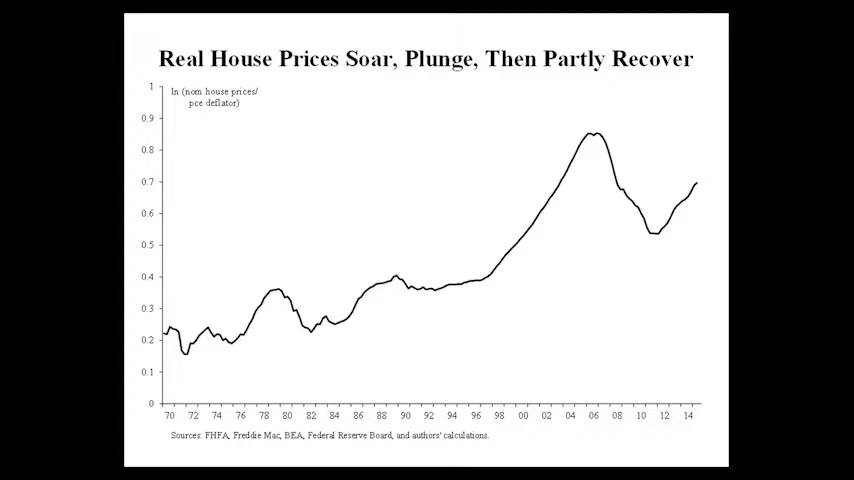 Real House Prices Soar, Plunge, Then Partly Recover
1
ln (nom house prices/
pce deflator)
0.9
0.8
0.7
0.6
0.5
0.4
0.3
0.2
0.1
0
70 72 74 76 78 80 82 84 86 88 90 92 94 96 98 00 02 04 06 08 10 12 14
Sources: FHFA, Freddie Mac, BEA, Federal Reserve Board, and authors' calculations.